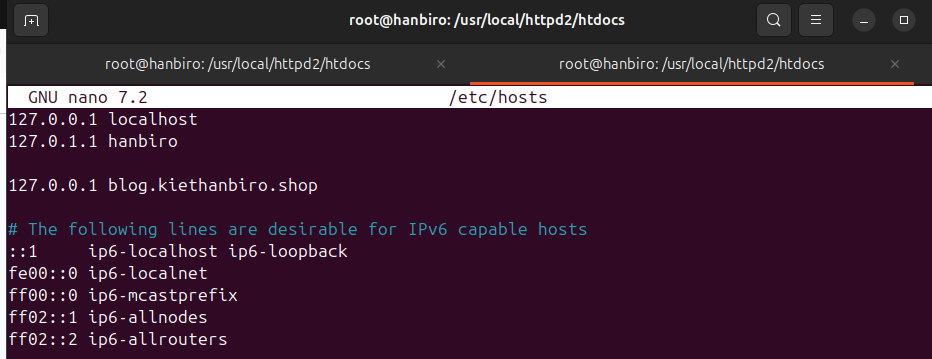 root@hanbiro: /usr/local/httpd2/htdocs
root@hanbiro: /usr/local/httpd2/htdocs × root@hanbiro: /usr/local/httpd2/htdocs ×
GNU nano 7.2 /etc/hosts
127.0.0.1 localhost
127.0.1.1 hanbiro
127.0.0.1 blog.kiethanbiro.shop
# The following lines are desirable for IPv6 capable hosts
::1     ip6-localhost ip6-loopback
fe00::0 ip6-localnet
ff00::0 ip6-mcastprefix
ff02::1 ip6-allnodes
ff02::2 ip6-allrouters